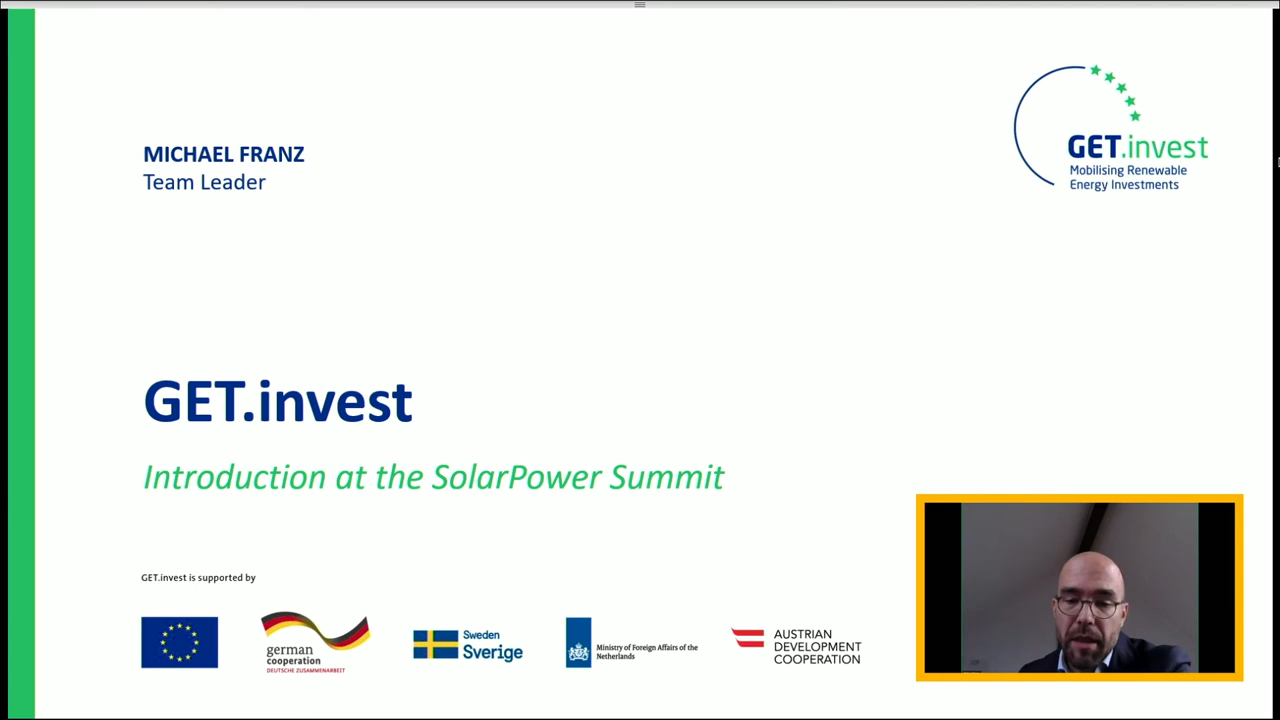 MICHAEL FRANZ
Team Leader
GET.invest
Mobilising Renewable
Energy Investments
GET.invest
Introduction at the SolarPower Summit
GET.invest is supported by
german
cooperation
DEUTSCHE ZUSAMMENARBEIT
Sweden
Sverige
Ministry of Foreign Affairs of the
Netherlands
AUSTRIAN
DEVELOPMENT
COOPERATION